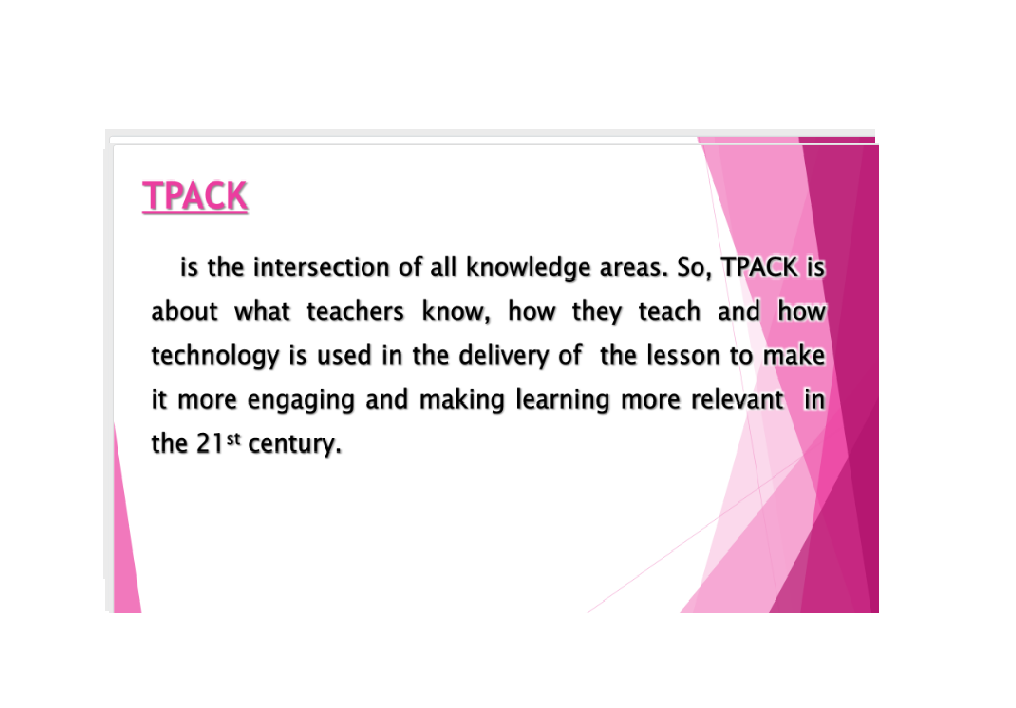 TPACK
is the intersection of all knowledge areas. So, TPACK is
about what teachers know, how they teach and how
technology is used in the delivery of the lesson to make
it more engaging and making learning more relevant in
the 21st century.